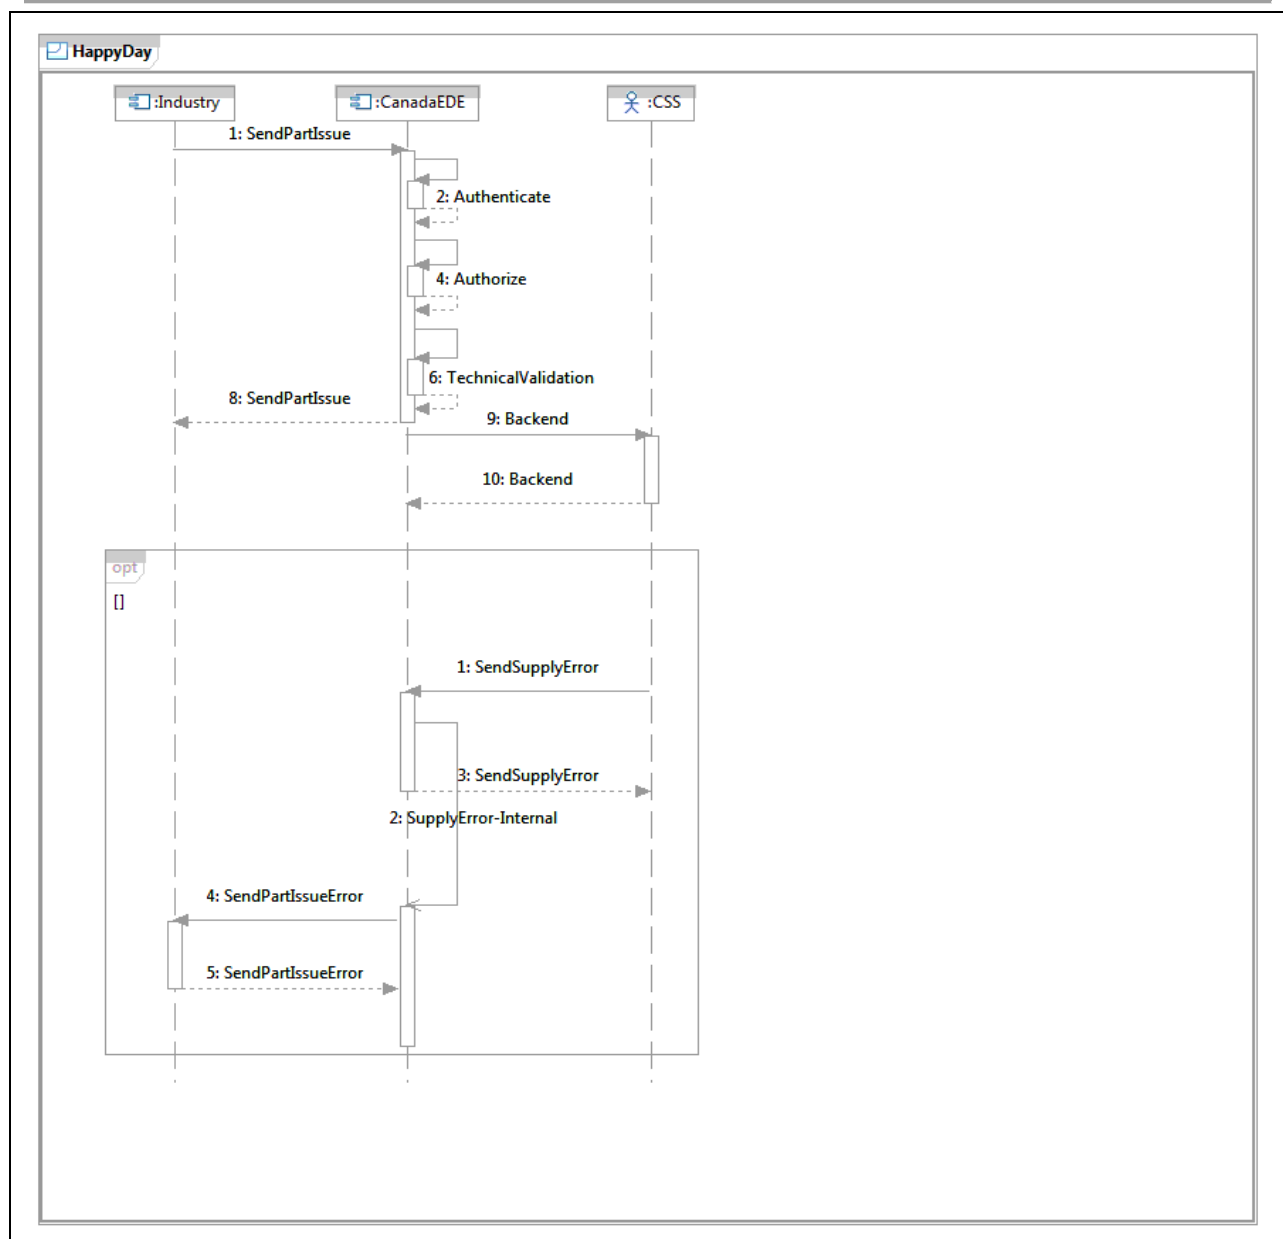 HappyDay
:Industry
:CanadaEDE
:CSS
1: SendPartIssue
2: Authenticate
4: Authorize
6: TechnicalValidation
8: SendPartIssue
9: Backend
10: Backend
opt
[]
1: SendSupplyError
3: SendSupplyError
2: SupplyError-Internal
4: SendPartIssueError
5: SendPartIssueError